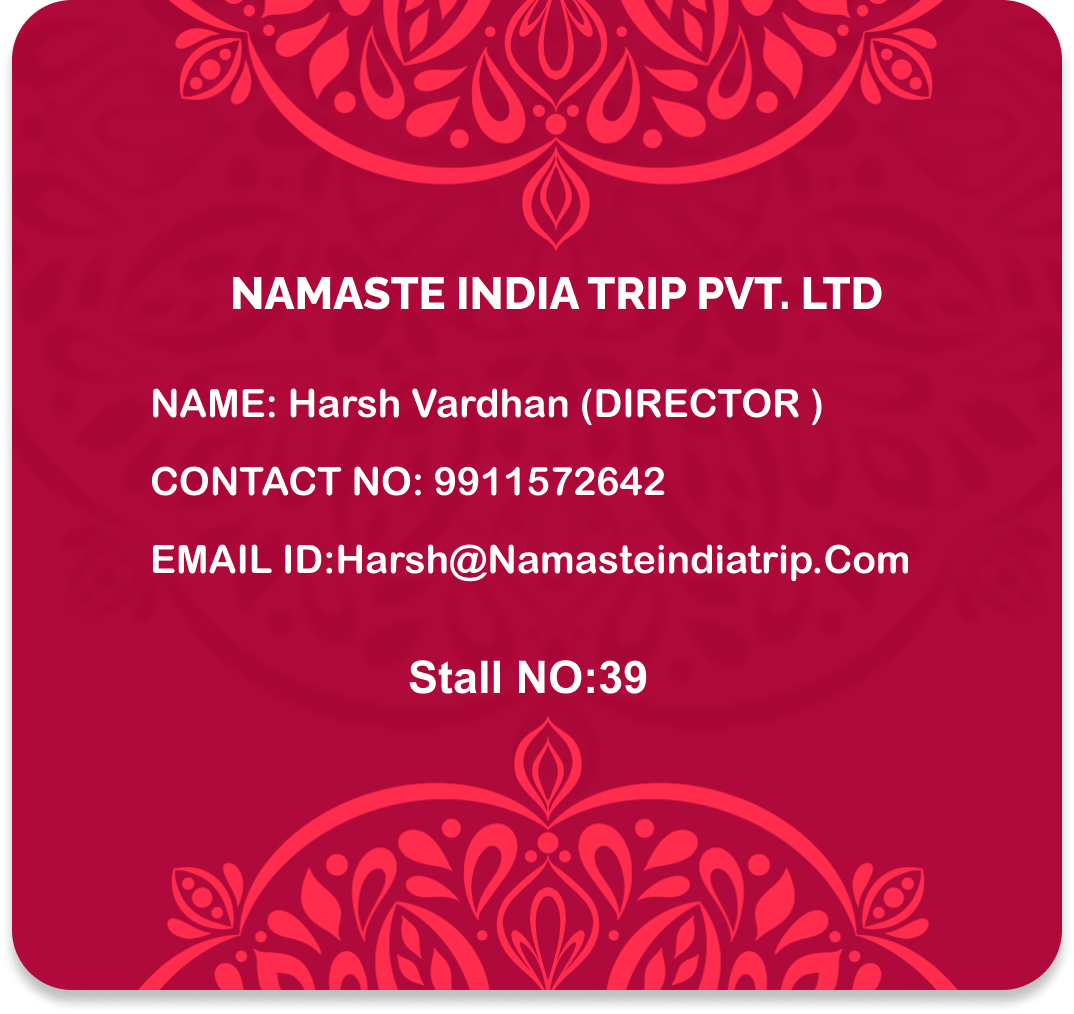 NAMASTE INDIA TRIP PVT. LTD
NAME: Harsh Vardhan (DIRECTOR )
CONTACT NO: 9911572642
EMAIL ID:Harsh@Namasteindiatrip.Com
Stall NO:39